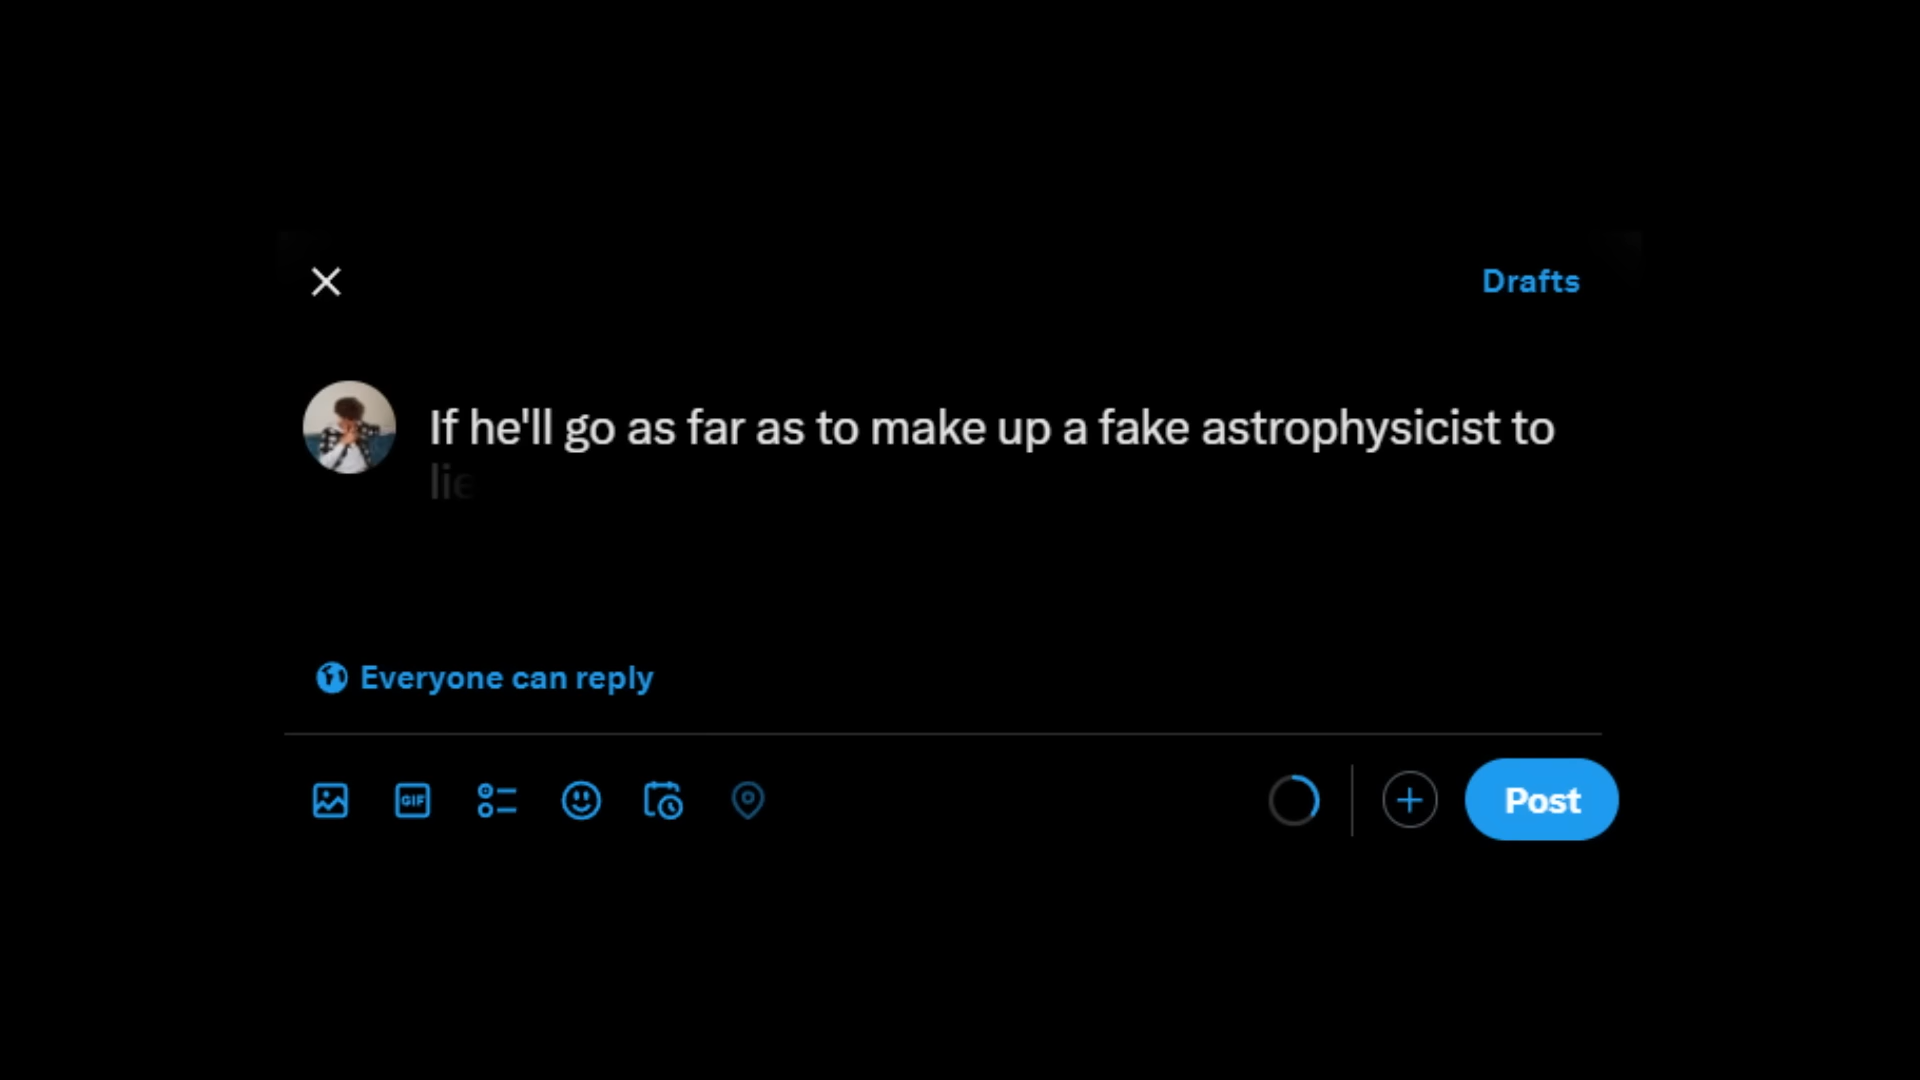 Drafts
If he'll go as far as to make up a fake astrophysicist to
lie
Everyone can reply
GIF
Post